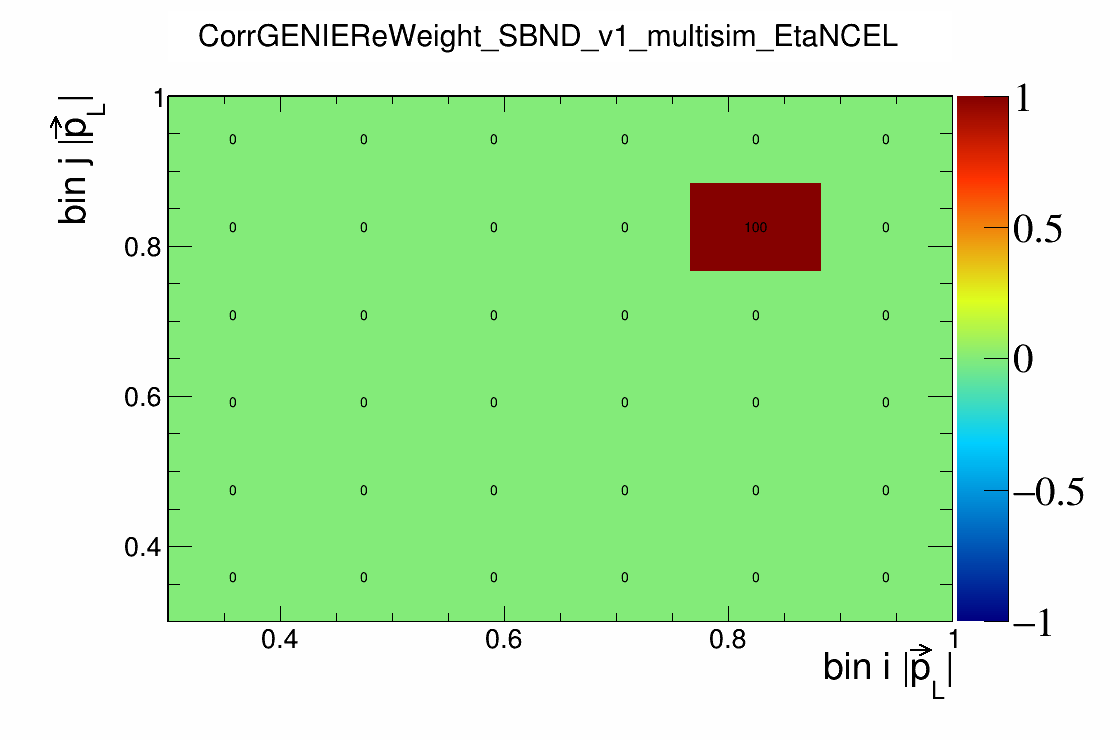 CorrGENIEReWeight_SBND_v1_multisim_EtaNCEL
bin j |p⃗_L|
1
0.8
0.6
0.4
0 0 0 0 0 0
0 0 0 0 100 0
0 0 0 0 0 0
0 0 0 0 0 0
0 0 0 0 0 0
0 0 0 0 0 0
0.4 0.6 0.8 1
bin i |p⃗_L|
1
0.5
0
−0.5
−1